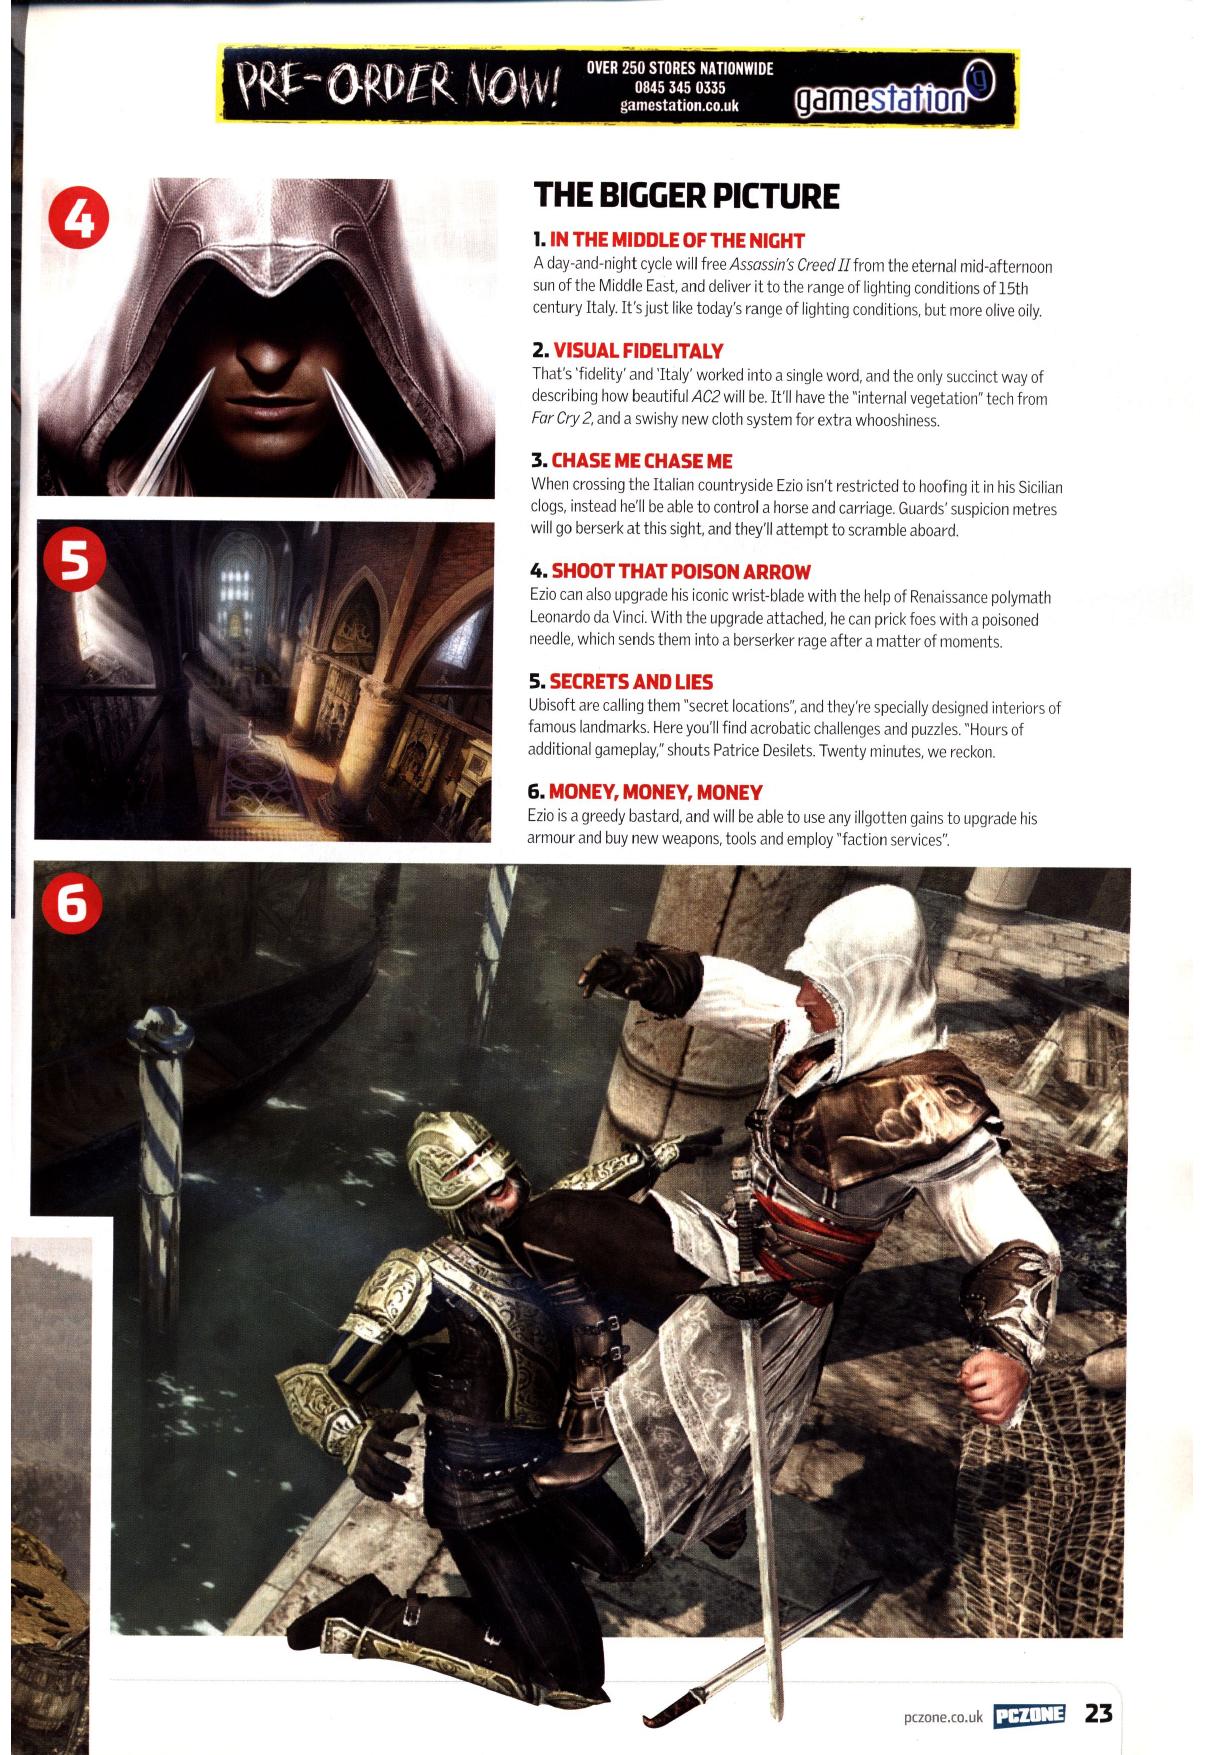 PRE-ORDER NOW!
OVER 250 STORES NATIONWIDE
0845 345 0335
gamestation.co.uk
gamestation
g
4
THE BIGGER PICTURE
1. IN THE MIDDLE OF THE NIGHT
A day-and-night cycle will free Assassin's Creed II from the eternal mid-afternoon
sun of the Middle East, and deliver it to the range of lighting conditions of 15th
century Italy. It's just like today's range of lighting conditions, but more olive oily.
2. VISUAL FIDELITALY
That's 'fidelity' and 'Italy' worked into a single word, and the only succinct way of
describing how beautiful AC2 will be. It'll have the "internal vegetation" tech from
Far Cry 2, and a swishy new cloth system for extra whooshiness.
3. CHASE ME CHASE ME
When crossing the Italian countryside Ezio isn't restricted to hoofing it in his Sicilian
clogs, instead he'll be able to control a horse and carriage. Guards' suspicion metres
will go berserk at this sight, and they'll attempt to scramble aboard.
5
4. SHOOT THAT POISON ARROW
Ezio can also upgrade his iconic wrist-blade with the help of Renaissance polymath
Leonardo da Vinci. With the upgrade attached, he can prick foes with a poisoned
needle, which sends them into a berserker rage after a matter of moments.
5. SECRETS AND LIES
Ubisoft are calling them "secret locations", and they're specially designed interiors of
famous landmarks. Here you'll find acrobatic challenges and puzzles. "Hours of
additional gameplay," shouts Patrice Desilets. Twenty minutes, we reckon.
6. MONEY, MONEY, MONEY
Ezio is a greedy bastard, and will be able to use any illgotten gains to upgrade his
armour and buy new weapons, tools and employ "faction services".
6
pczone.co.uk PCZONE 23